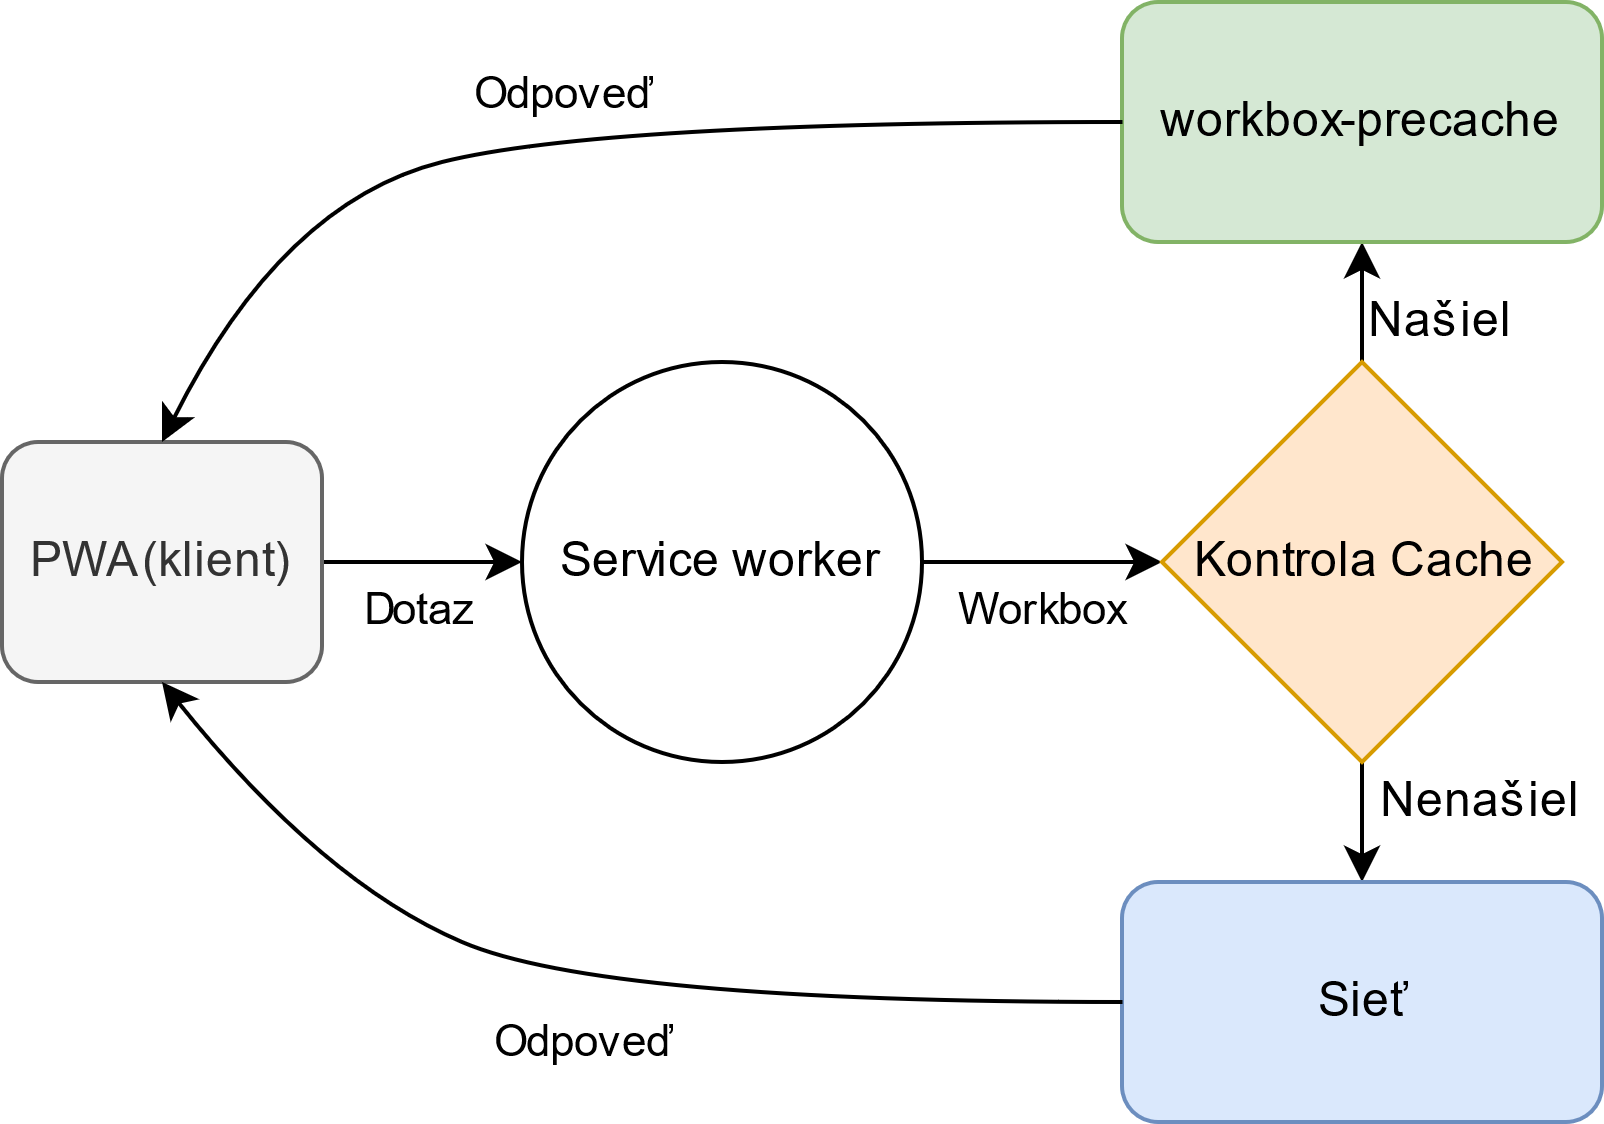 Odpoveď
workbox-precache
Našiel
PWA(klient)
Dotaz
Service worker
Workbox
Kontrola Cache
Nenašiel
Sieť
Odpoveď